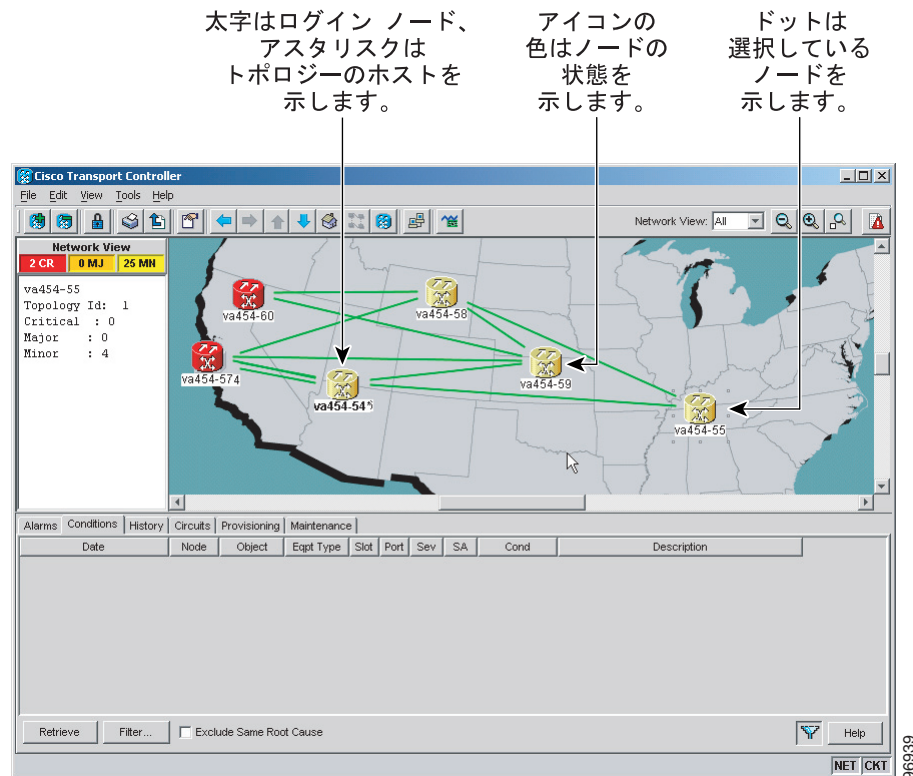 太字はログイン ノード、
アスタリスクは
トポロジーのホストを
示します。
アイコンの
色はノードの
状態を
示します。
ドットは
選択している
ノードを
示します。
Cisco Transport Controller
File Edit View Tools Help
Network View: All
Network View
2 CR 0 MJ 25 MN
va454-55
Topology Id: 1
Critical : 0
Major : 0
Minor : 4
va454-60
va454-58
va454-574
va454-59
va454-54*
va454-55
Alarms Conditions History Circuits Provisioning Maintenance
Date Node Object Eqpt Type Slot Port Sev SA Cond Description
Retrieve Filter... Exclude Same Root Cause Help
NET CKT